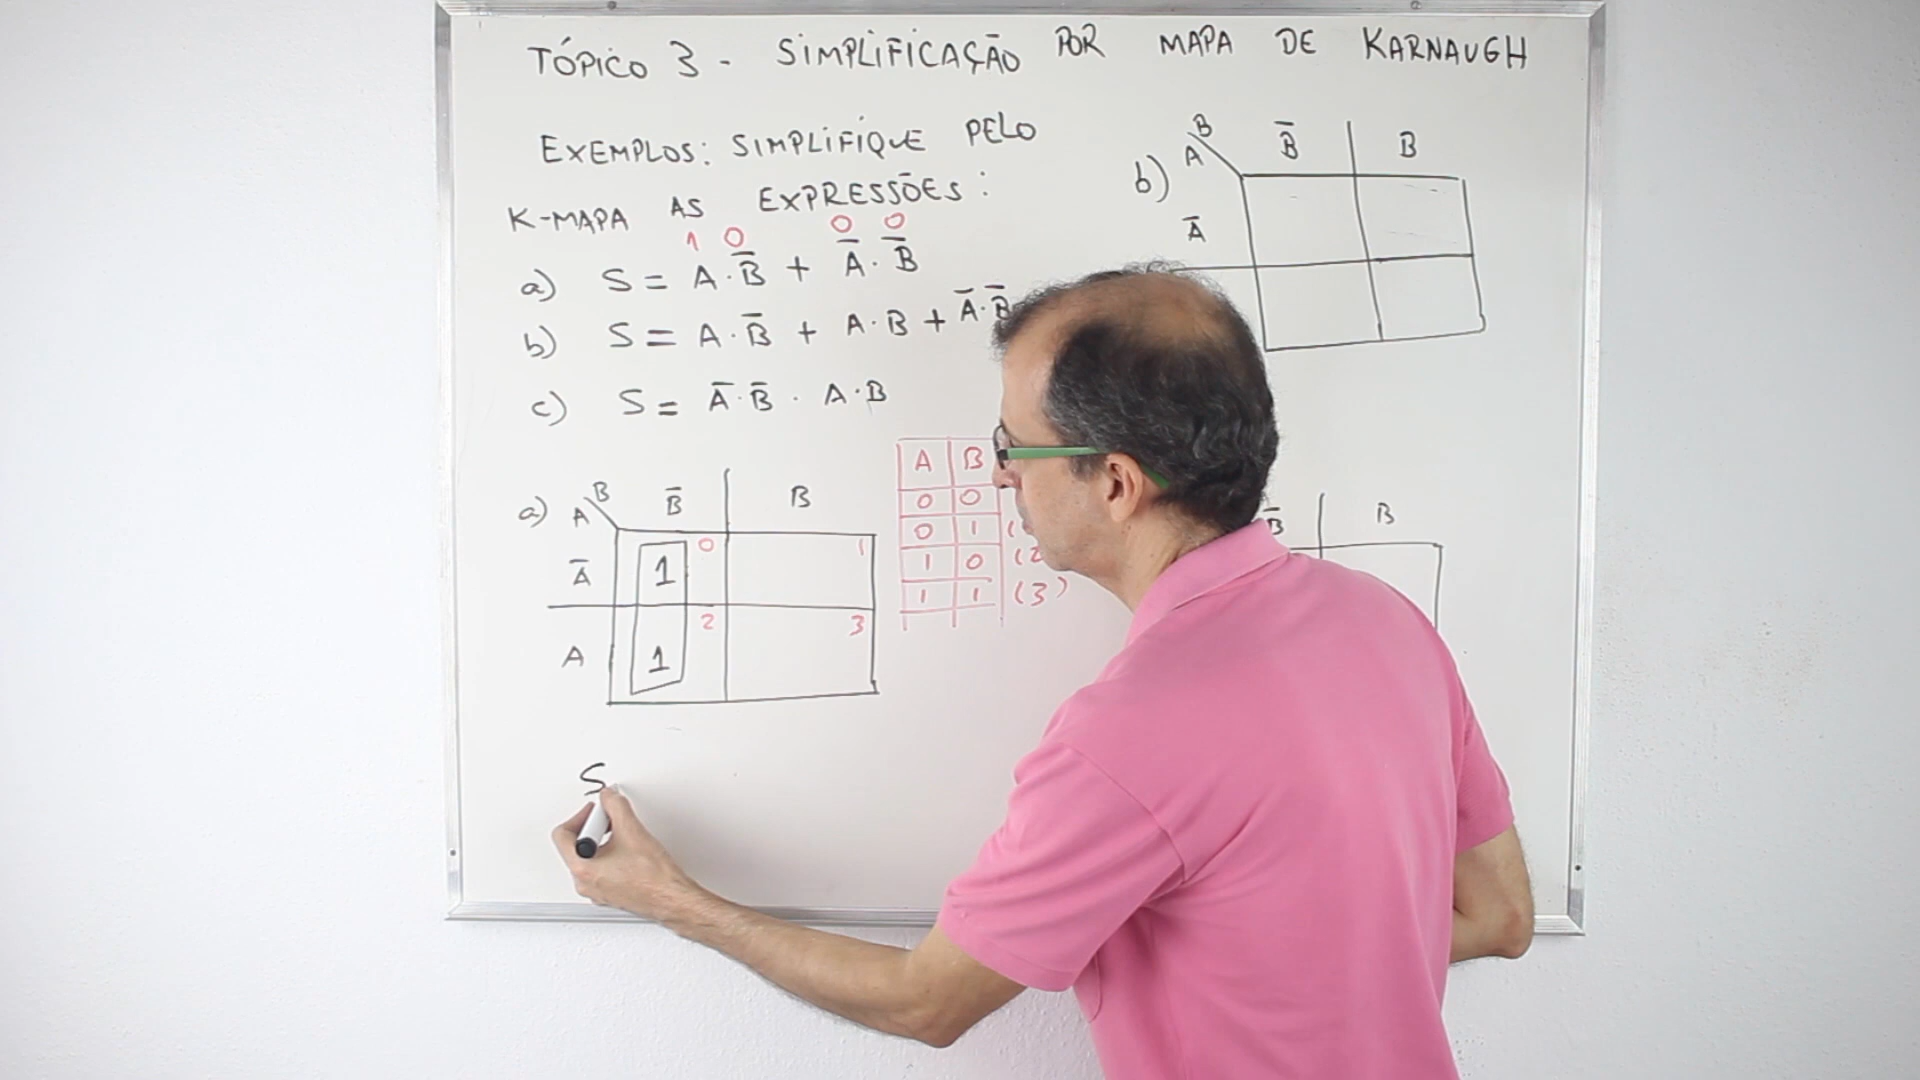 TÓPICO 3 - SIMPLIFICAÇÃO POR MAPA DE KARNAUGH
EXEMPLOS: SIMPLIFIQUE PELO
K-MAPA AS EXPRESSÕES:
1 0 0 0
a) S = A·B̅ + A̅·B̅
b) S = A·B̅ + A·B + A̅·B̅
c) S = A̅·B̅ · A·B
a) A B B̅ B
A̅ 1 0 1
A 1 2 3
S
A B
0 0
0 1 (
1 0 (2
1 1 (3)
b) A B B̅ B
A̅
B̅ B